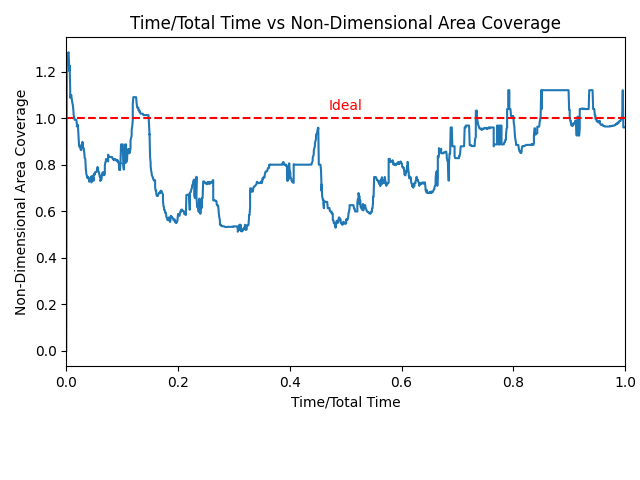 Time/Total Time vs Non-Dimensional Area Coverage
Non-Dimensional Area Coverage
1.2
1.0
0.8
0.6
0.4
0.2
0.0
Ideal
0.0 0.2 0.4 0.6 0.8 1.0
Time/Total Time